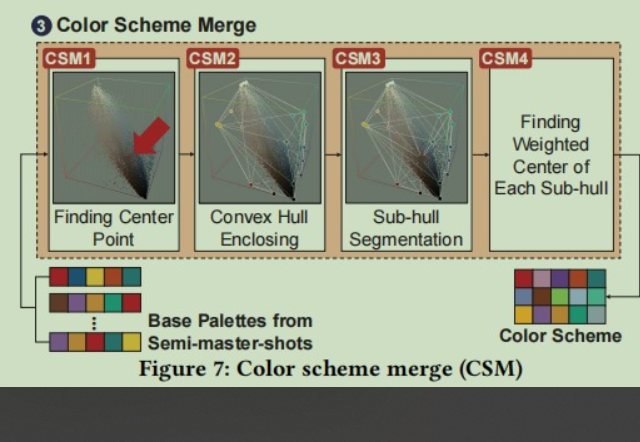 3 Color Scheme Merge
CSM1
CSM2
CSM3
CSM4
Finding Center
Point
Convex Hull
Enclosing
Sub-hull
Segmentation
Finding
Weighted
Center of
Each Sub-hull
Base Palettes from
Semi-master-shots
Color Scheme
Figure 7: Color scheme merge (CSM)